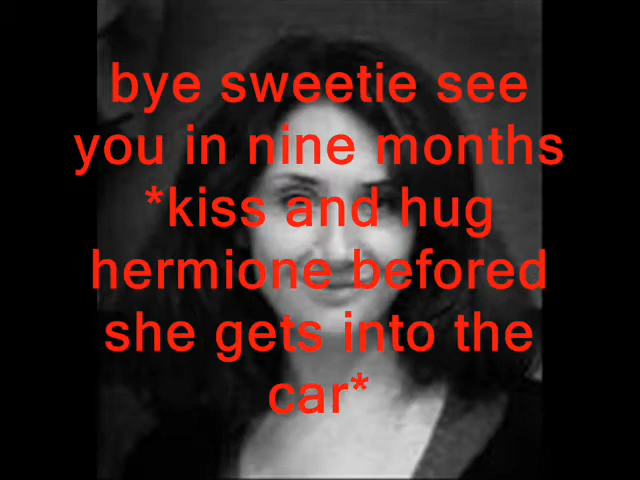 bye sweetie see
you in nine months
*kiss and hug
hermione befored
she gets into the
car*